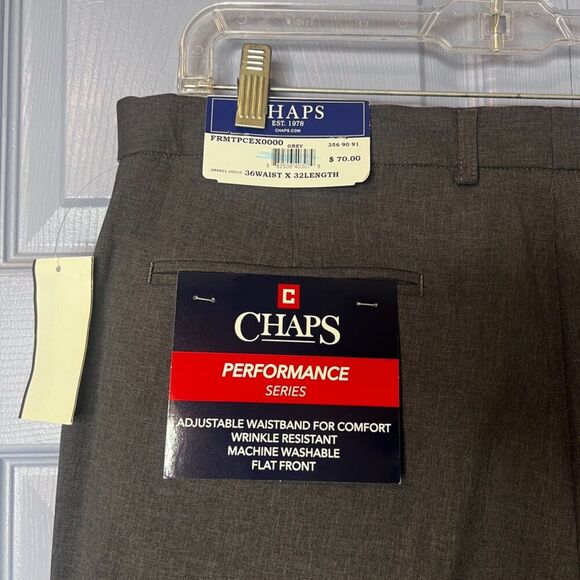 CHAPS
EST. 1978
CHAPS.COM
FRMTPCEX0000 GREY 356 90 91
$ 70.00
36WAIST X 32LENGTH
C
CHAPS
PERFORMANCE
SERIES
ADJUSTABLE WAISTBAND FOR COMFORT
WRINKLE RESISTANT
MACHINE WASHABLE
FLAT FRONT